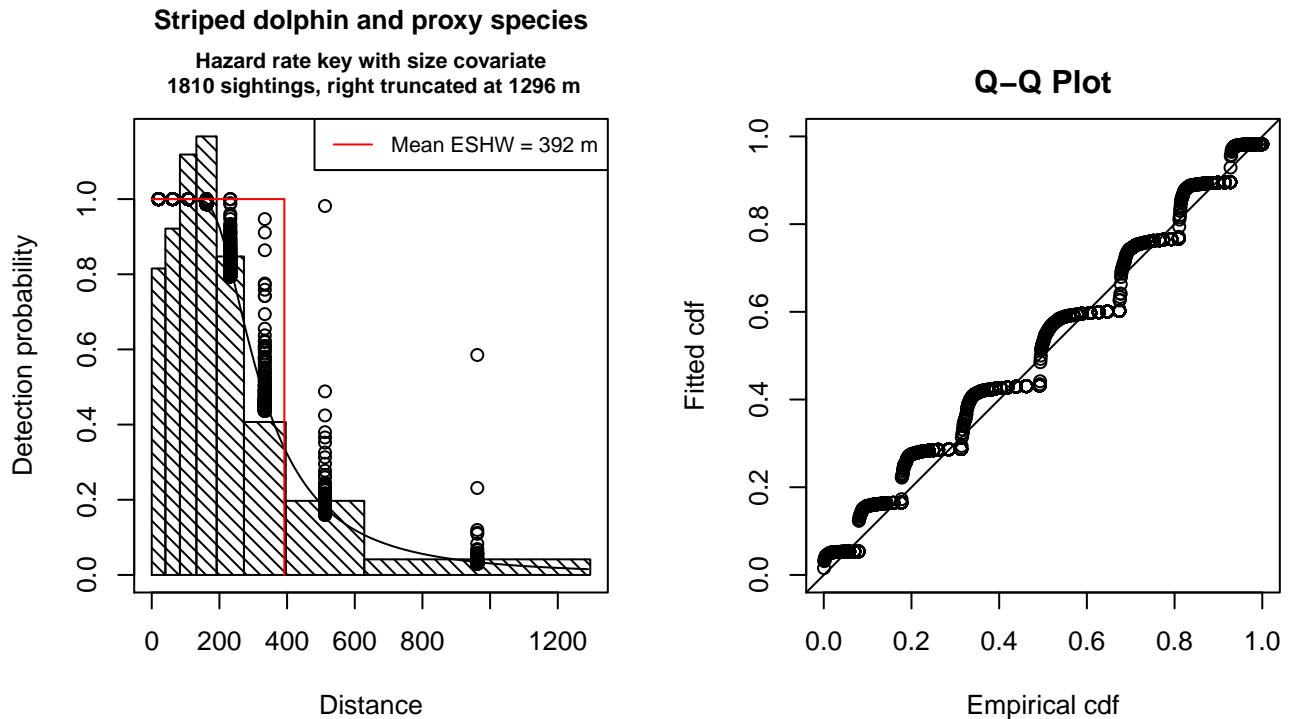 Striped dolphin and proxy species
Hazard rate key with size covariate
1810 sightings, right truncated at 1296 m
Mean ESHW = 392 m
Detection probability
0.0 0.2 0.4 0.6 0.8 1.0
0 200 400 600 800 1200
Distance
Q−Q Plot
Fitted cdf
0.0 0.2 0.4 0.6 0.8 1.0
0.0 0.2 0.4 0.6 0.8 1.0
Empirical cdf